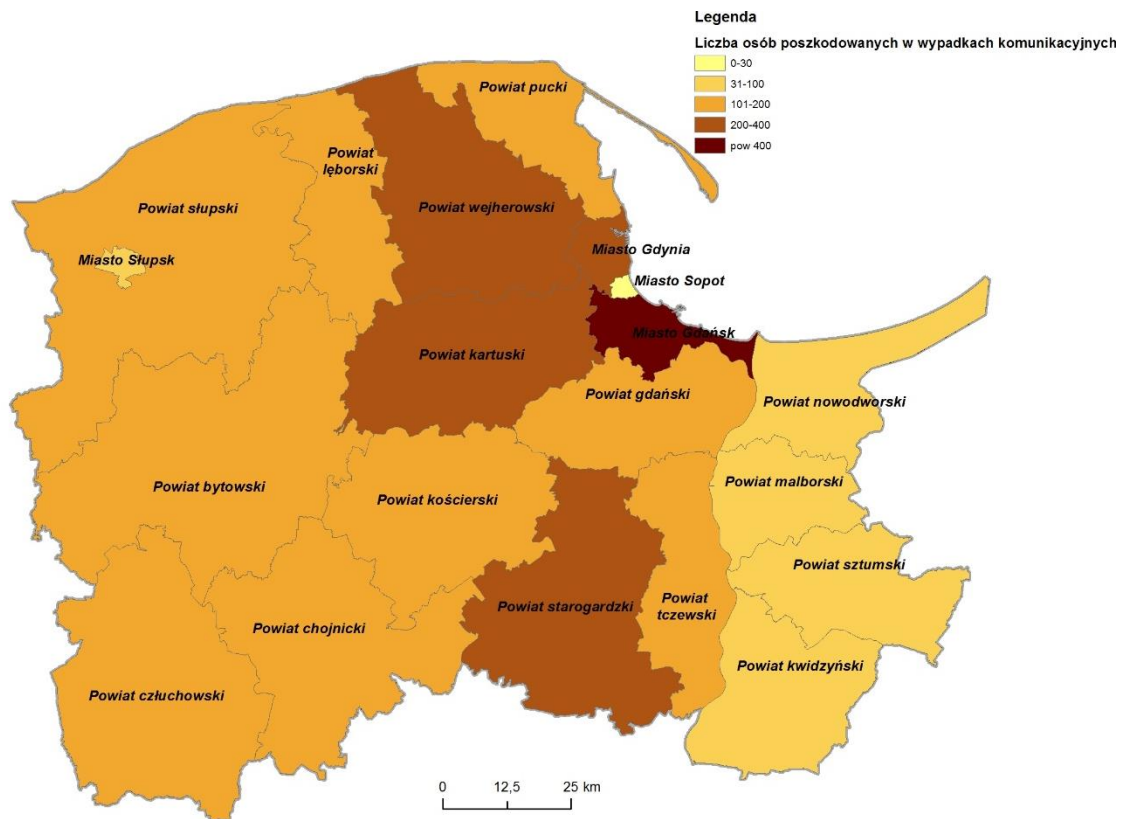 Legenda
Liczba osób poszkodowanych w wypadkach komunikacyjnych
0-30
31-100
101-200
200-400
pow 400
Powiat pucki
Powiat
lęborski
Powiat słupski
Powiat wejherowski
Miasto Gdynia
Miasto Słupsk
Miasto Sopot
Miasto Gdańsk
Powiat kartuski
Powiat gdański
Powiat nowodworski
Powiat bytowski
Powiat kościerski
Powiat malborski
Powiat sztumski
Powiat starogardzki
Powiat
tczewski
Powiat chojnicki
Powiat kwidzyński
Powiat człuchowski
0 12,5 25 km